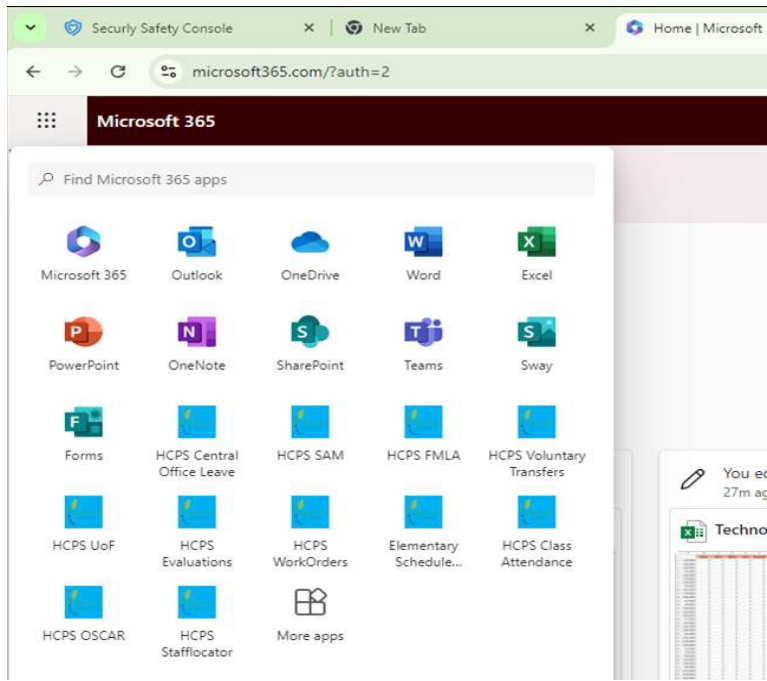 Securly Safety Console
New Tab
Home | Microsoft
microsoft365.com/?auth=2
Microsoft 365
Find Microsoft 365 apps
Microsoft 365
Outlook
OneDrive
Word
Excel
PowerPoint
OneNote
SharePoint
Teams
Sway
Forms
HCPS Central
Office Leave
HCPS SAM
HCPS FMLA
HCPS Voluntary
Transfers
HCPS UoF
HCPS
Evaluations
HCPS
WorkOrders
Elementary
Schedule...
HCPS Class
Attendance
HCPS OSCAR
HCPS
Stafflocator
More apps
You ed
27m ag
Techno